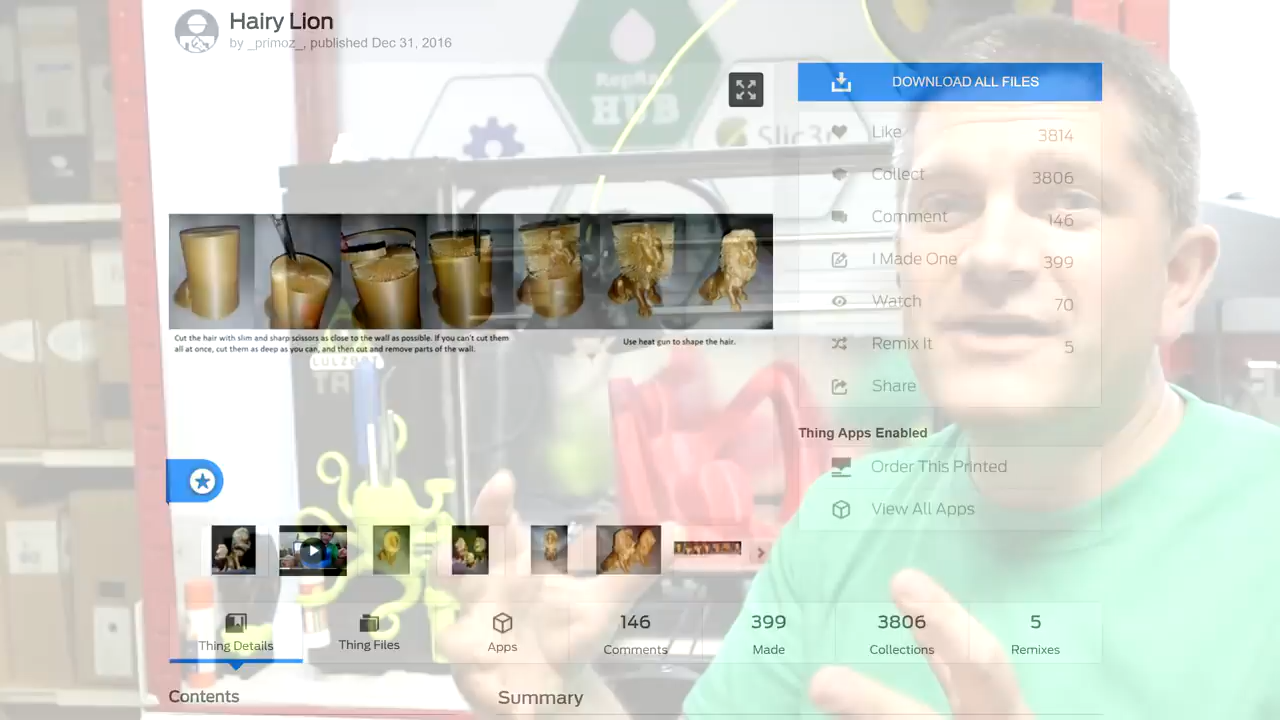 Hairy Lion
by _primoz_, published Dec 31, 2016
RepRap
HUB
Slic3r
DOWNLOAD ALL FILES
Like 3814
Collect 3806
Comment 146
I Made One 399
Watch 70
Remix It 5
Share
Cut the hair with slim and sharp scissors as close to the wall as possible. If you can't cut them
all at once, cut them as deep as you can, and then cut and remove parts of the wall.
Use heat gun to shape the hair.
LULZBOT
TA
Thing Apps Enabled
Order This Printed
View All Apps
Thing Details
Thing Files
Apps
146
Comments
399
Made
3806
Collections
5
Remixes
Contents
Summary